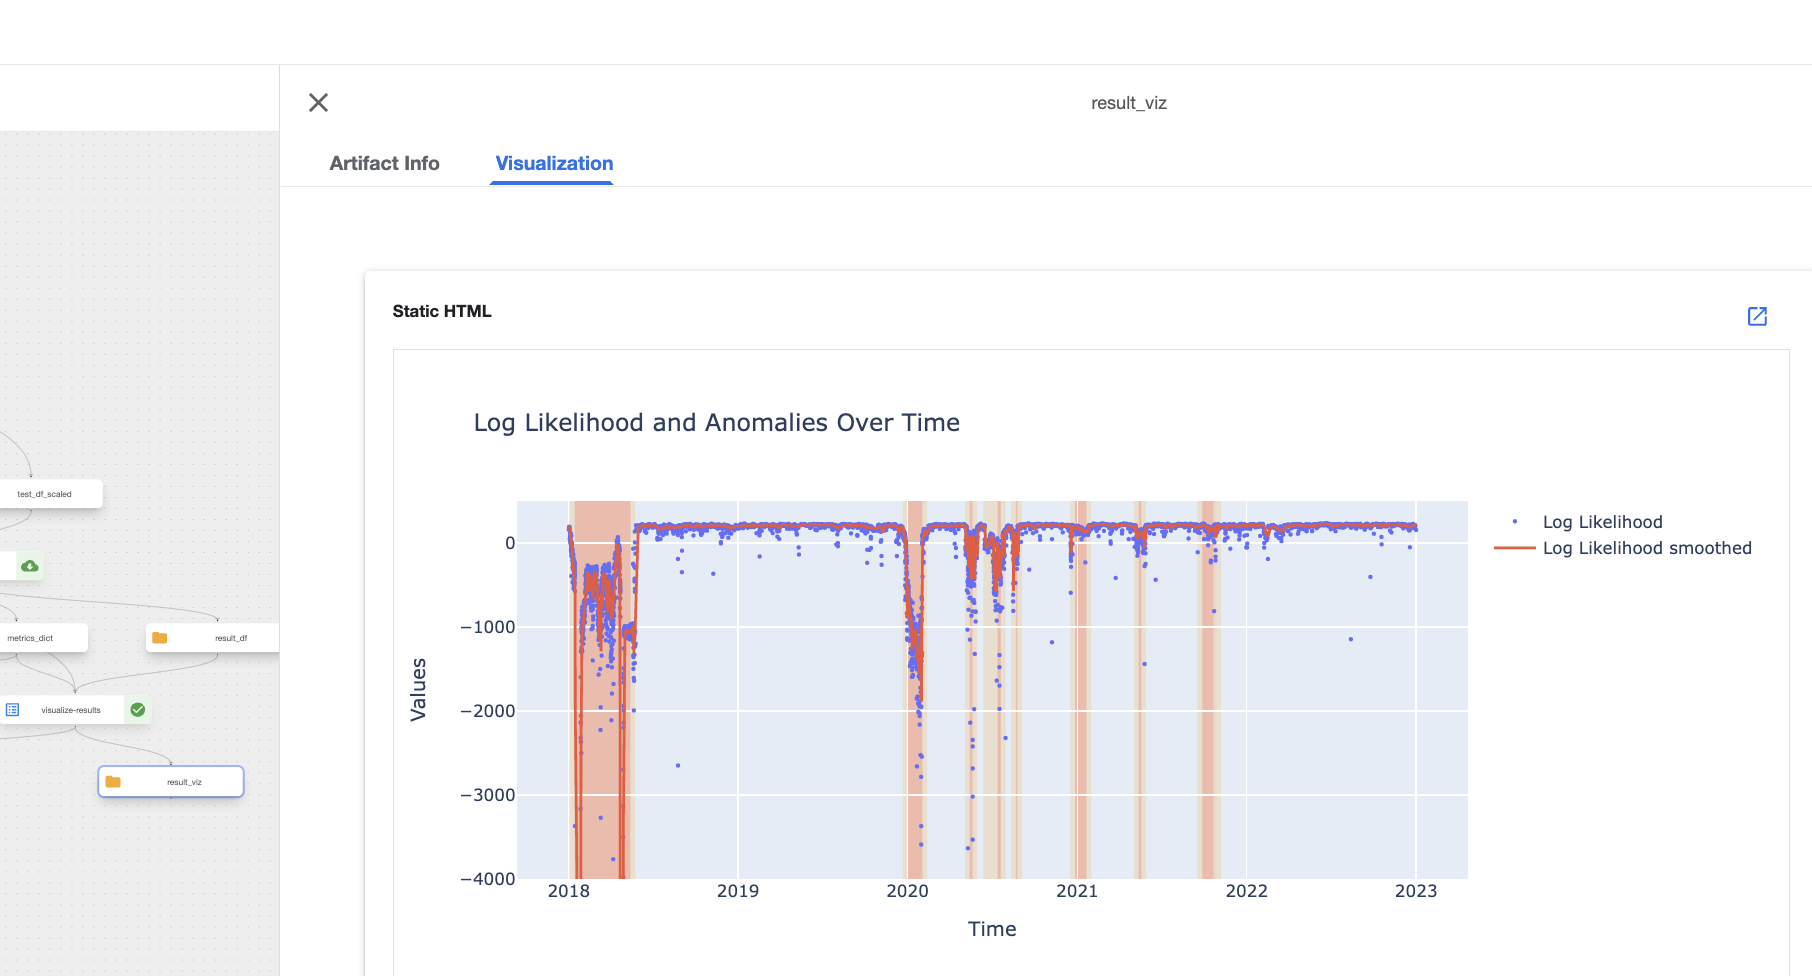 result_viz
Artifact Info
Visualization
Static HTML
Log Likelihood and Anomalies Over Time
Log Likelihood
Log Likelihood smoothed
0
−1000
−2000
−3000
−4000
Values
2018
2019
2020
2021
2022
2023
Time
test_df_scaled
metrics_dict
result_df
visualize-results
result_viz